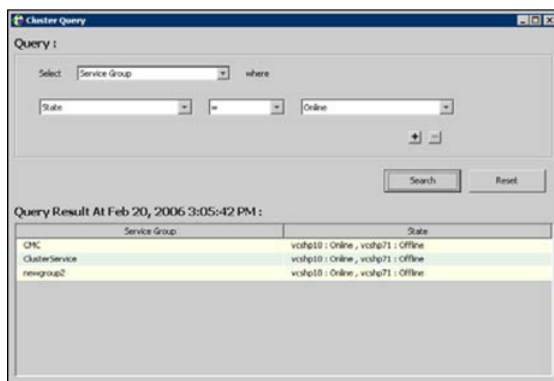 Cluster Query
Query :
Select Service Group where
State = Online
+ -
Search Reset
Query Result At Feb 20, 2006 3:05:42 PM :
Service Group State
CMC vcshp10 : Online , vcshp71 : Offline
ClusterService vcshp10 : Online , vcshp71 : Offline
newgroup2 vcshp10 : Online , vcshp71 : Offline